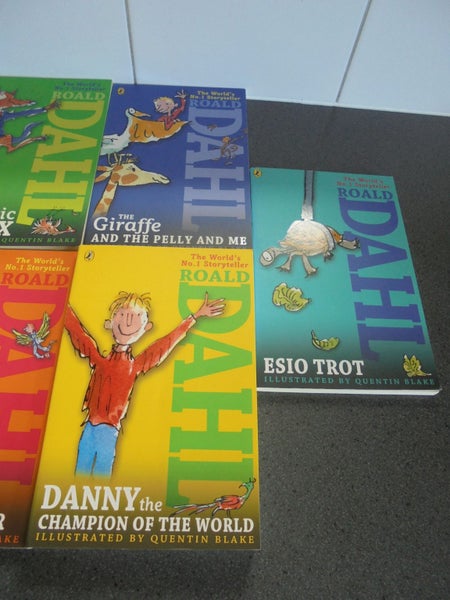 The World's
No.1 Storyteller
ROALD
DAHL
ic
X
QUENTIN BLAKE
The World's
No.1 Storyteller
ROALD
DAHL
THE
Giraffe
AND THE PELLY AND ME
The World's
No.1 Storyteller
ROALD
DAHL
ESIO TROT
ILLUSTRATED BY QUENTIN BLAKE
The World's
No.1 Storyteller
ROALD
DAHL
R
AKE
The World's
No.1 Storyteller
ROALD
DAHL
DANNY the
CHAMPION OF THE WORLD
ILLUSTRATED BY QUENTIN BLAKE